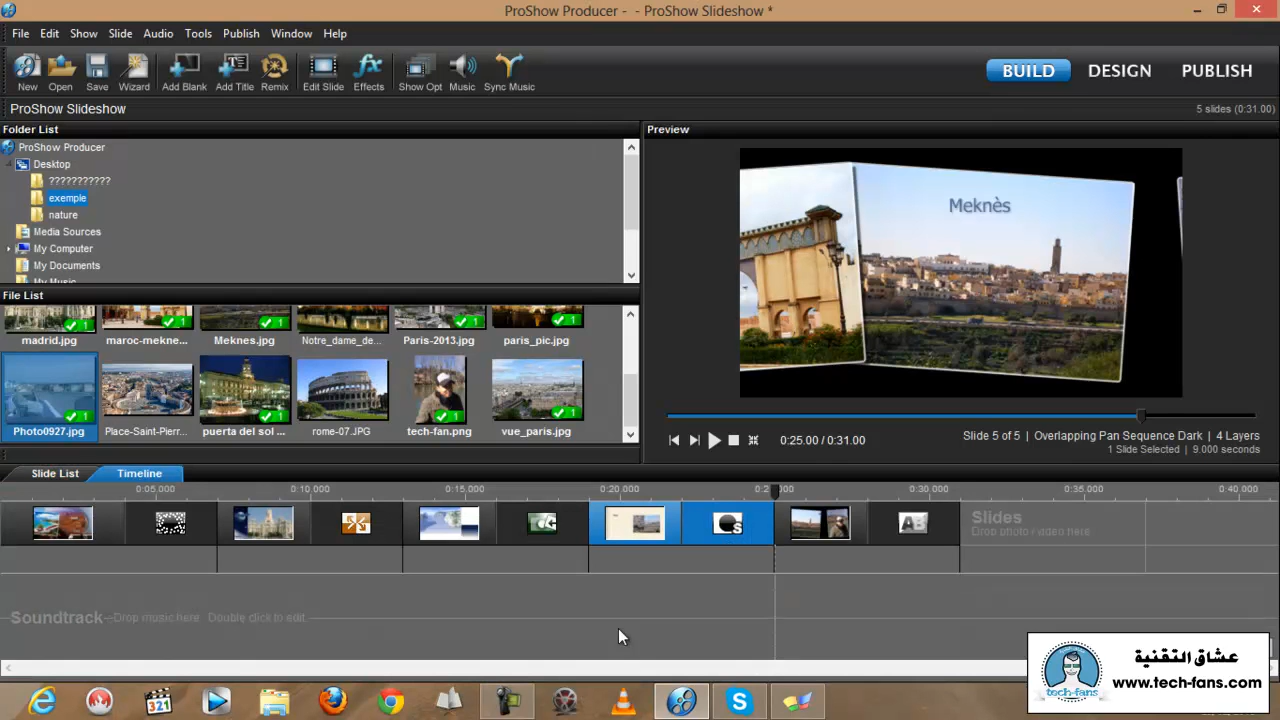 ProShow Producer - - ProShow Slideshow *
File Edit Show Slide Audio Tools Publish Window Help
New Open Save Wizard Add Blank Add Title Remix Edit Slide Effects Show Opt Music Sync Music
BUILD DESIGN PUBLISH
ProShow Slideshow
5 slides (0:31.00)
Folder List
ProShow Producer
Desktop
???????????
exemple
nature
Media Sources
My Computer
My Documents
My Music
File List
madrid.jpg maroc-mekne... Meknes.jpg Notre_dame_de... Paris-2013.jpg paris_pic.jpg
Photo0927.jpg Place-Saint-Pierr... puerta del sol ... rome-07.JPG tech-fan.png vue_paris.jpg
Preview
Meknès
0:25.00 / 0:31.00
Slide 5 of 5 | Overlapping Pan Sequence Dark | 4 Layers
1 Slide Selected | 9.000 seconds
Slide List Timeline
0:05.000 0:10.000 0:15.000 0:20.000 0:30.000 0:35.000 0:40.000
Slides
Drop photo / video here
Soundtrack Drop music here Double click to edit.
عشاق التقنية
www.tech-fans.com
tech-fans